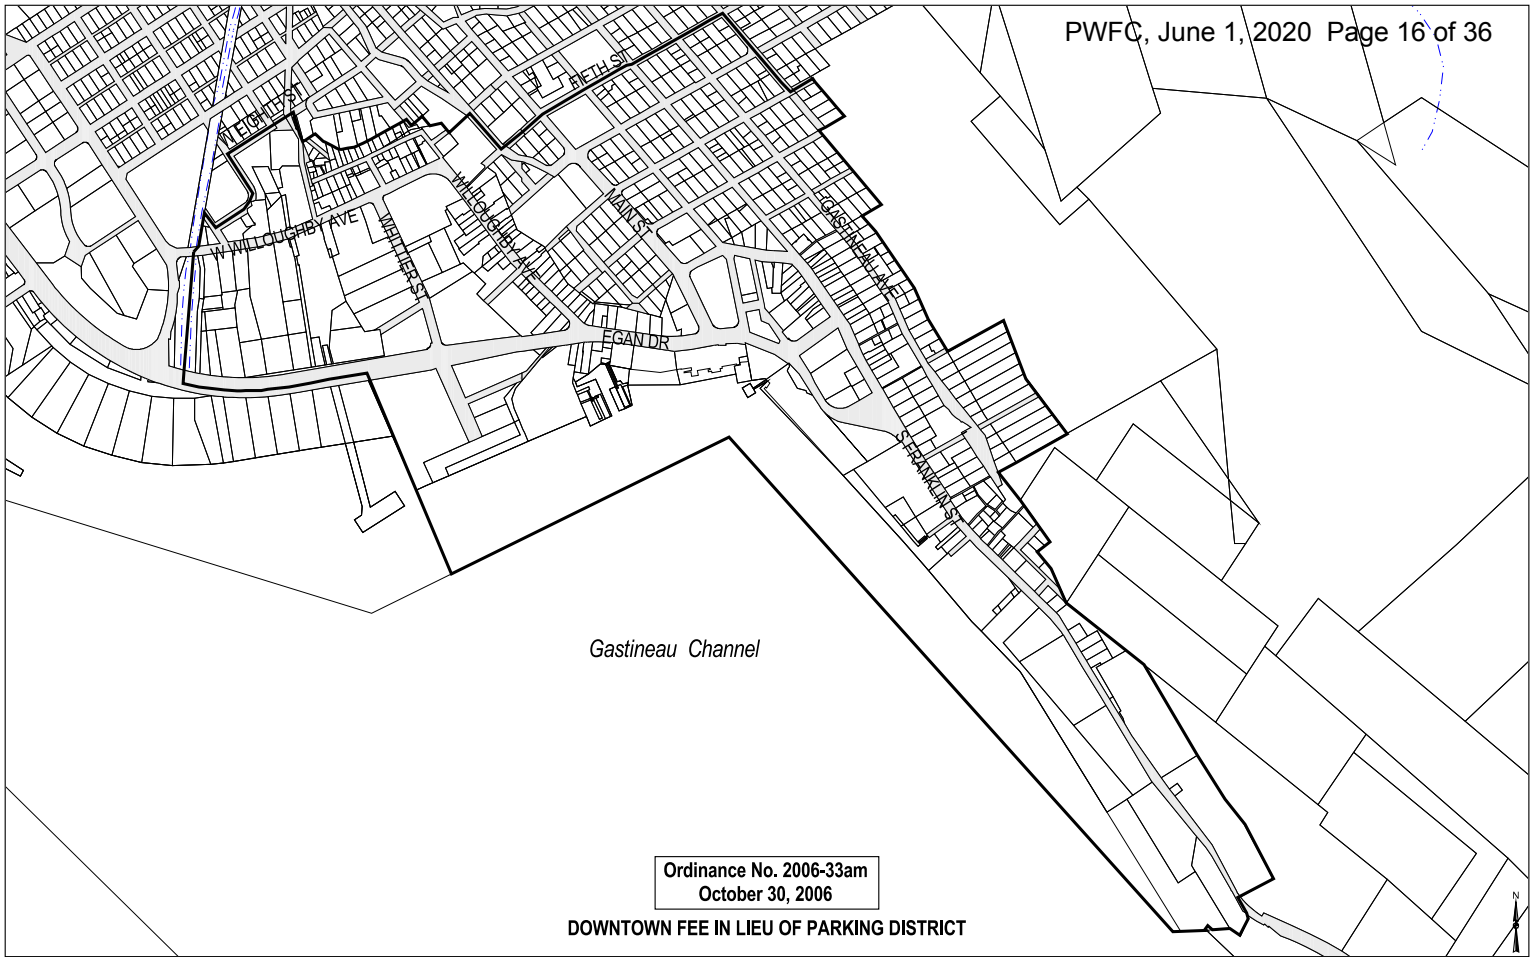 PWFC, June 1, 2020 Page 16 of 36
FIFTH ST
W EIGHTH ST
WILLOUGHBY AVE
MAIN ST
GASTINEAU AVE
W WILLOUGHBY AVE
WHITTIER ST
EGAN DR
S FRANKLIN ST
Gastineau Channel
Ordinance No. 2006-33am
October 30, 2006
DOWNTOWN FEE IN LIEU OF PARKING DISTRICT
N